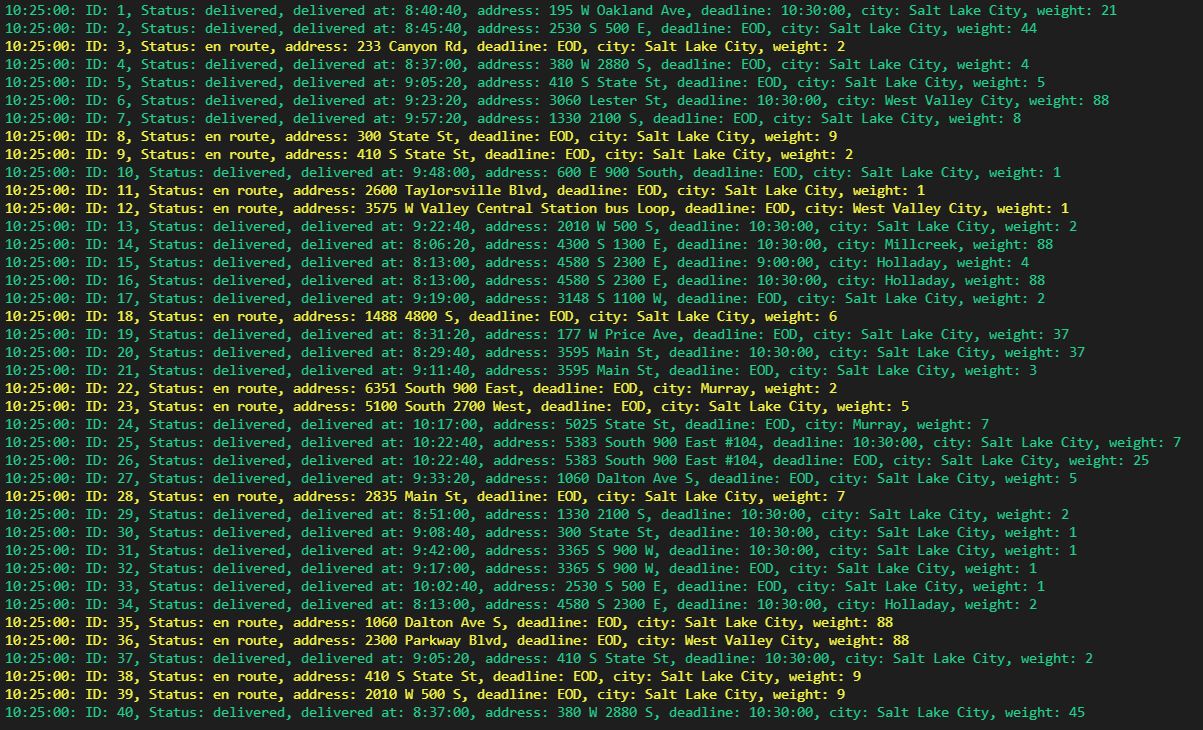 10:25:00: ID: 1, Status: delivered, delivered at: 8:40:40, address: 195 W Oakland Ave, deadline: 10:30:00, city: Salt Lake City, weight: 21
10:25:00: ID: 2, Status: delivered, delivered at: 8:45:40, address: 2530 S 500 E, deadline: EOD, city: Salt Lake City, weight: 44
10:25:00: ID: 3, Status: en route, address: 233 Canyon Rd, deadline: EOD, city: Salt Lake City, weight: 2
10:25:00: ID: 4, Status: delivered, delivered at: 8:37:00, address: 380 W 2880 S, deadline: EOD, city: Salt Lake City, weight: 4
10:25:00: ID: 5, Status: delivered, delivered at: 9:05:20, address: 410 S State St, deadline: EOD, city: Salt Lake City, weight: 5
10:25:00: ID: 6, Status: delivered, delivered at: 9:23:20, address: 3060 Lester St, deadline: 10:30:00, city: West Valley City, weight: 88
10:25:00: ID: 7, Status: delivered, delivered at: 9:57:20, address: 1330 2100 S, deadline: EOD, city: Salt Lake City, weight: 8
10:25:00: ID: 8, Status: en route, address: 300 State St, deadline: EOD, city: Salt Lake City, weight: 9
10:25:00: ID: 9, Status: en route, address: 410 S State St, deadline: EOD, city: Salt Lake City, weight: 2
10:25:00: ID: 10, Status: delivered, delivered at: 9:48:00, address: 600 E 900 South, deadline: EOD, city: Salt Lake City, weight: 1
10:25:00: ID: 11, Status: en route, address: 2600 Taylorsville Blvd, deadline: EOD, city: Salt Lake City, weight: 1
10:25:00: ID: 12, Status: en route, address: 3575 W Valley Central Station bus Loop, deadline: EOD, city: West Valley City, weight: 1
10:25:00: ID: 13, Status: delivered, delivered at: 9:22:40, address: 2010 W 500 S, deadline: 10:30:00, city: Salt Lake City, weight: 2
10:25:00: ID: 14, Status: delivered, delivered at: 8:06:20, address: 4300 S 1300 E, deadline: 10:30:00, city: Millcreek, weight: 88
10:25:00: ID: 15, Status: delivered, delivered at: 8:13:00, address: 4580 S 2300 E, deadline: 9:00:00, city: Holladay, weight: 4
10:25:00: ID: 16, Status: delivered, delivered at: 8:13:00, address: 4580 S 2300 E, deadline: 10:30:00, city: Holladay, weight: 88
10:25:00: ID: 17, Status: delivered, delivered at: 9:19:00, address: 3148 S 1100 W, deadline: EOD, city: Salt Lake City, weight: 2
10:25:00: ID: 18, Status: en route, address: 1488 4800 S, deadline: EOD, city: Salt Lake City, weight: 6
10:25:00: ID: 19, Status: delivered, delivered at: 8:31:20, address: 177 W Price Ave, deadline: EOD, city: Salt Lake City, weight: 37
10:25:00: ID: 20, Status: delivered, delivered at: 8:29:40, address: 3595 Main St, deadline: 10:30:00, city: Salt Lake City, weight: 37
10:25:00: ID: 21, Status: delivered, delivered at: 9:11:40, address: 3595 Main St, deadline: EOD, city: Salt Lake City, weight: 3
10:25:00: ID: 22, Status: en route, address: 6351 South 900 East, deadline: EOD, city: Murray, weight: 2
10:25:00: ID: 23, Status: en route, address: 5100 South 2700 West, deadline: EOD, city: Salt Lake City, weight: 5
10:25:00: ID: 24, Status: delivered, delivered at: 10:17:00, address: 5025 State St, deadline: EOD, city: Murray, weight: 7
10:25:00: ID: 25, Status: delivered, delivered at: 10:22:40, address: 5383 South 900 East #104, deadline: 10:30:00, city: Salt Lake City, weight: 7
10:25:00: ID: 26, Status: delivered, delivered at: 10:22:40, address: 5383 South 900 East #104, deadline: EOD, city: Salt Lake City, weight: 25
10:25:00: ID: 27, Status: delivered, delivered at: 9:33:20, address: 1060 Dalton Ave S, deadline: EOD, city: Salt Lake City, weight: 5
10:25:00: ID: 28, Status: en route, address: 2835 Main St, deadline: EOD, city: Salt Lake City, weight: 7
10:25:00: ID: 29, Status: delivered, delivered at: 8:51:00, address: 1330 2100 S, deadline: 10:30:00, city: Salt Lake City, weight: 2
10:25:00: ID: 30, Status: delivered, delivered at: 9:08:40, address: 300 State St, deadline: 10:30:00, city: Salt Lake City, weight: 1
10:25:00: ID: 31, Status: delivered, delivered at: 9:42:00, address: 3365 S 900 W, deadline: 10:30:00, city: Salt Lake City, weight: 1
10:25:00: ID: 32, Status: delivered, delivered at: 9:17:00, address: 3365 S 900 W, deadline: EOD, city: Salt Lake City, weight: 1
10:25:00: ID: 33, Status: delivered, delivered at: 10:02:40, address: 2530 S 500 E, deadline: EOD, city: Salt Lake City, weight: 1
10:25:00: ID: 34, Status: delivered, delivered at: 8:13:00, address: 4580 S 2300 E, deadline: 10:30:00, city: Holladay, weight: 2
10:25:00: ID: 35, Status: en route, address: 1060 Dalton Ave S, deadline: EOD, city: Salt Lake City, weight: 88
10:25:00: ID: 36, Status: en route, address: 2300 Parkway Blvd, deadline: EOD, city: West Valley City, weight: 88
10:25:00: ID: 37, Status: delivered, delivered at: 9:05:20, address: 410 S State St, deadline: 10:30:00, city: Salt Lake City, weight: 2
10:25:00: ID: 38, Status: en route, address: 410 S State St, deadline: EOD, city: Salt Lake City, weight: 9
10:25:00: ID: 39, Status: en route, address: 2010 W 500 S, deadline: EOD, city: Salt Lake City, weight: 9
10:25:00: ID: 40, Status: delivered, delivered at: 8:37:00, address: 380 W 2880 S, deadline: 10:30:00, city: Salt Lake City, weight: 45